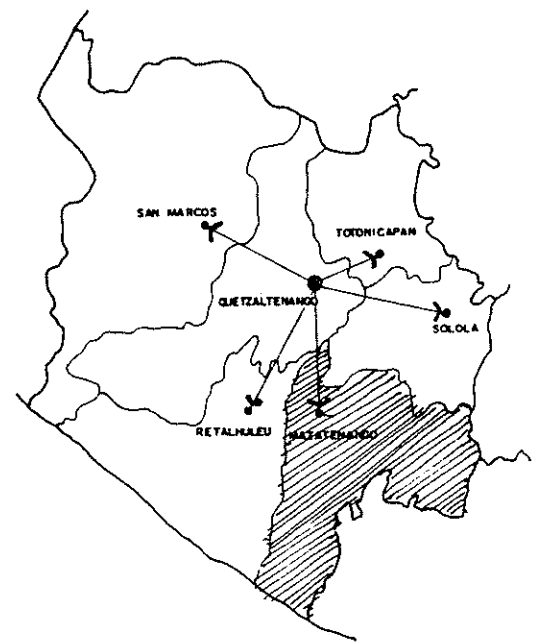 SAN MARCOS
TOTONICAPAN
QUETZALTENANGO
SOLOLA
RETALHULEU
MAZATENANGO